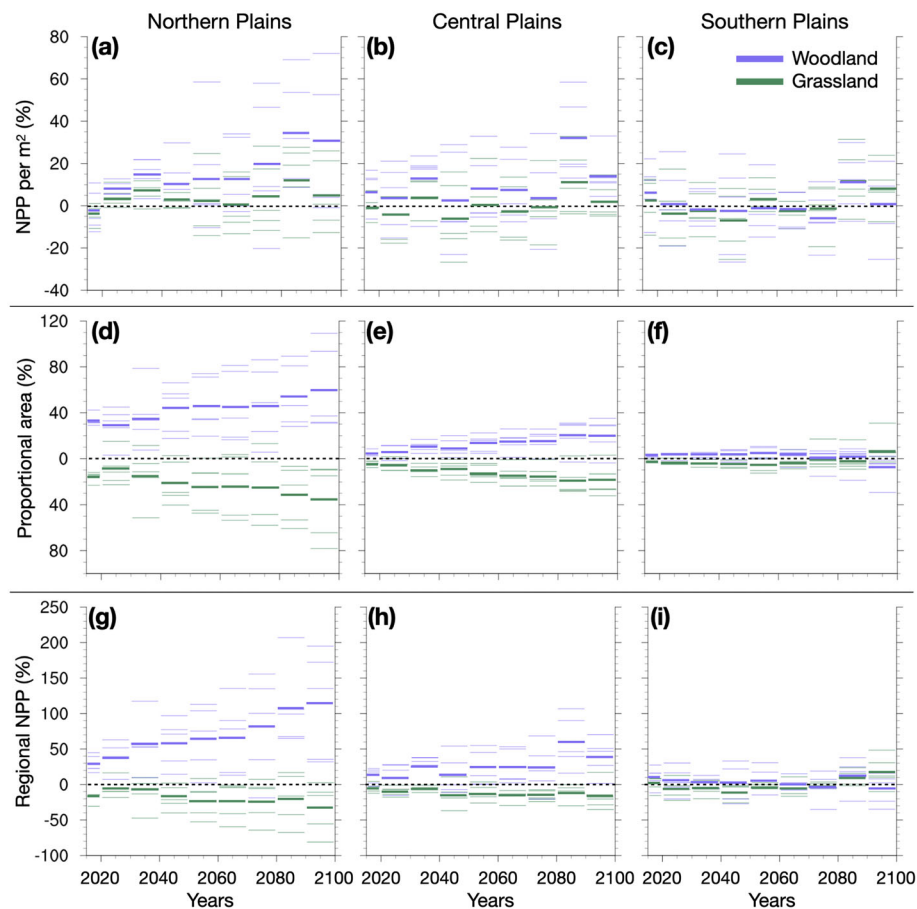 Northern Plains Central Plains Southern Plains
(a) (b) (c)
Woodland
Grassland
NPP per m² (%)
80
60
40
20
0
-20
-40
(d) (e) (f)
Proportional area (%)
120
80
40
0
40
80
(g) (h) (i)
Regional NPP (%)
250
200
150
100
50
0
-50
-100
2020 2040 2060 2080 2100 2020 2040 2060 2080 2100 2020 2040 2060 2080 2100
Years Years Years